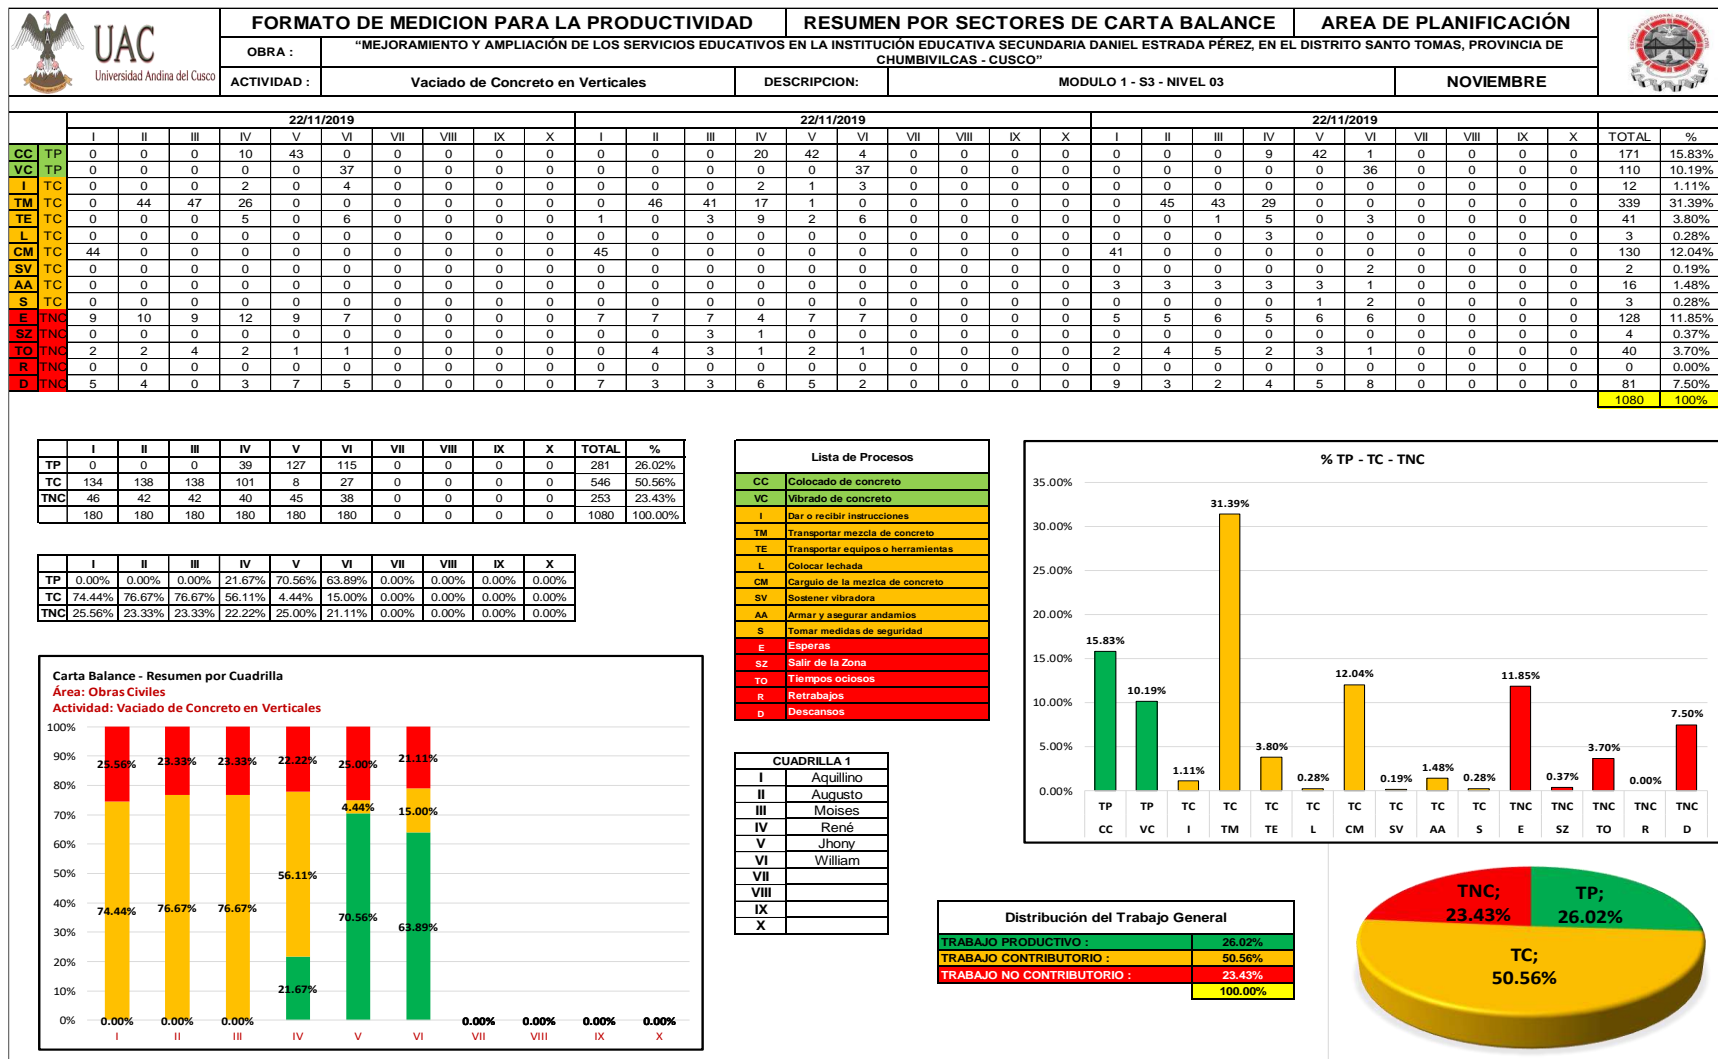 UAC
Universidad Andina del Cusco
FORMATO DE MEDICION PARA LA PRODUCTIVIDAD RESUMEN POR SECTORES DE CARTA BALANCE AREA DE PLANIFICACIÓN
OBRA : “MEJORAMIENTO Y AMPLIACIÓN DE LOS SERVICIOS EDUCATIVOS EN LA INSTITUCIÓN EDUCATIVA SECUNDARIA DANIEL ESTRADA PÉREZ, EN EL DISTRITO SANTO TOMAS, PROVINCIA DE
CHUMBIVILCAS - CUSCO”
ACTIVIDAD : Vaciado de Concreto en Verticales DESCRIPCION: MODULO 1 - S3 - NIVEL 03 NOVIEMBRE
22/11/2019 22/11/2019 22/11/2019
I II III IV V VI VII VIII IX X I II III IV V VI VII VIII IX X I II III IV V VI VII VIII IX X TOTAL %
CC TP 0 0 0 10 43 0 0 0 0 0 0 0 0 20 42 4 0 0 0 0 0 0 0 9 42 1 0 0 0 0 171 15.83%
VC TP 0 0 0 0 0 37 0 0 0 0 0 0 0 0 0 37 0 0 0 0 0 0 0 0 0 36 0 0 0 0 110 10.19%
I TC 0 0 0 2 0 4 0 0 0 0 0 0 0 2 1 3 0 0 0 0 0 0 0 0 0 0 0 0 0 0 12 1.11%
TM TC 0 44 47 26 0 0 0 0 0 0 0 46 41 17 1 0 0 0 0 0 0 45 43 29 0 0 0 0 0 0 339 31.39%
TE TC 0 0 0 5 0 6 0 0 0 0 1 0 3 9 2 6 0 0 0 0 0 0 1 5 0 3 0 0 0 0 41 3.80%
L TC 0 0 0 0 0 0 0 0 0 0 0 0 0 0 0 0 0 0 0 0 0 0 0 3 0 0 0 0 0 0 3 0.28%
CM TC 44 0 0 0 0 0 0 0 0 0 45 0 0 0 0 0 0 0 0 0 41 0 0 0 0 0 0 0 0 0 130 12.04%
SV TC 0 0 0 0 0 0 0 0 0 0 0 0 0 0 0 0 0 0 0 0 0 0 0 0 0 2 0 0 0 0 2 0.19%
AA TC 0 0 0 0 0 0 0 0 0 0 0 0 0 0 0 0 0 0 0 0 3 3 3 3 3 1 0 0 0 0 16 1.48%
S TC 0 0 0 0 0 0 0 0 0 0 0 0 0 0 0 0 0 0 0 0 0 0 0 0 1 2 0 0 0 0 3 0.28%
E TNC 9 10 9 12 9 7 0 0 0 0 7 7 7 4 7 7 0 0 0 0 5 5 6 5 6 6 0 0 0 0 128 11.85%
SZ TNC 0 0 0 0 0 0 0 0 0 0 0 0 3 1 0 0 0 0 0 0 0 0 0 0 0 0 0 0 0 0 4 0.37%
TO TNC 2 2 4 2 1 1 0 0 0 0 0 4 3 1 2 1 0 0 0 0 2 4 5 2 3 1 0 0 0 0 40 3.70%
R TNC 0 0 0 0 0 0 0 0 0 0 0 0 0 0 0 0 0 0 0 0 0 0 0 0 0 0 0 0 0 0 0 0.00%
D TNC 5 4 0 3 7 5 0 0 0 0 7 3 3 6 5 2 0 0 0 0 9 3 2 4 5 8 0 0 0 0 81 7.50%
1080 100%
I II III IV V VI VII VIII IX X TOTAL %
TP 0 0 0 39 127 115 0 0 0 0 281 26.02%
TC 134 138 138 101 8 27 0 0 0 0 546 50.56%
TNC 46 42 42 40 45 38 0 0 0 0 253 23.43%
180 180 180 180 180 180 0 0 0 0 1080 100.00%
I II III IV V VI VII VIII IX X
TP 0.00% 0.00% 0.00% 21.67% 70.56% 63.89% 0.00% 0.00% 0.00% 0.00%
TC 74.44% 76.67% 76.67% 56.11% 4.44% 15.00% 0.00% 0.00% 0.00% 0.00%
TNC 25.56% 23.33% 23.33% 22.22% 25.00% 21.11% 0.00% 0.00% 0.00% 0.00%
Lista de Procesos
CC Colocado de concreto
VC Vibrado de concreto
I Dar o recibir instrucciones
TM Transportar mezcla de concreto
TE Transportar equipos o herramientas
L Colocar lechada
CM Carguio de la mezlca de concreto
SV Sostener vibradora
AA Armar y asegurar andamios
S Tomar medidas de seguridad
E Esperas
SZ Salir de la Zona
TO Tiempos ociosos
R Retrabajos
D Descansos
% TP - TC - TNC
35.00%
30.00%
25.00%
20.00%
15.00%
10.00%
5.00%
0.00%
15.83% 10.19% 1.11% 31.39% 3.80% 0.28% 12.04% 0.19% 1.48% 0.28% 11.85% 0.37% 3.70% 0.00% 7.50%
TP TP TC TC TC TC TC TC TC TC TNC TNC TNC TNC TNC
CC VC I TM TE L CM SV AA S E SZ TO R D
Carta Balance - Resumen por Cuadrilla
Área: Obras Civiles
Actividad: Vaciado de Concreto en Verticales
100%
90%
80%
70%
60%
50%
40%
30%
20%
10%
0%
25.56% 23.33% 23.33% 22.22% 25.00% 21.11%
74.44% 76.67% 76.67% 56.11% 4.44% 15.00%
0.00% 0.00% 0.00% 21.67% 70.56% 63.89% 0.00% 0.00% 0.00% 0.00%
I II III IV V VI VII VIII IX X
CUADRILLA 1
I Aquillino
II Augusto
III Moises
IV René
V Jhony
VI William
VII
VIII
IX
X
Distribución del Trabajo General
TRABAJO PRODUCTIVO : 26.02%
TRABAJO CONTRIBUTORIO : 50.56%
TRABAJO NO CONTRIBUTORIO : 23.43%
100.00%
TNC;
23.43%
TP;
26.02%
TC;
50.56%